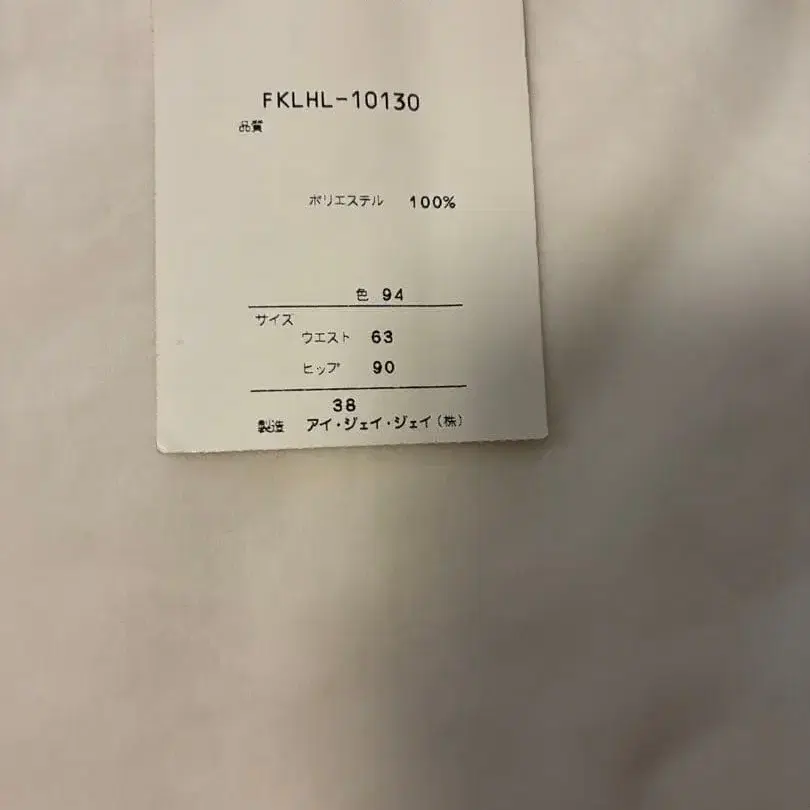 FKLHL-10130
品質
ポリエステル 100%
色 94
サイズ
ウエスト 63
ヒップ 90
38
製造 アイ・ジェイ・ジェイ(株)